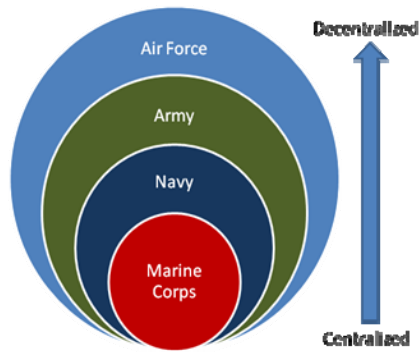 Decentralized
Air Force
Army
Navy
Marine
Corps
Centralized